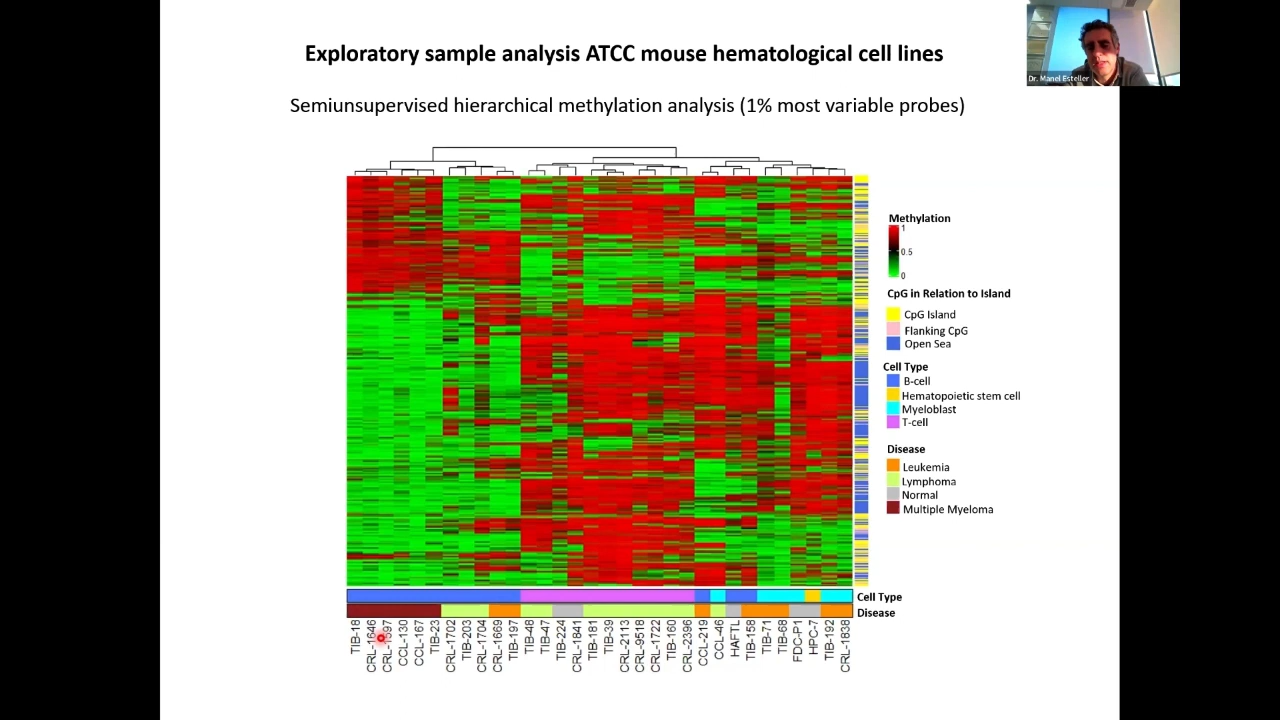 Exploratory sample analysis ATCC mouse hematological cell lines
Dr. Manel Esteller
Semiunsupervised hierarchical methylation analysis (1% most variable probes)
Methylation
1
0.5
0
CpG in Relation to Island
CpG Island
Flanking CpG
Open Sea
Cell Type
B-cell
Hematopoietic stem cell
Myeloblast
T-cell
Disease
Leukemia
Lymphoma
Normal
Multiple Myeloma
Cell Type
Disease
TIB-18
CRL-1646
CCL-130
CCL-167
TIB-23
CRL-1702
TIB-203
CRL-1704
CRL-1669
TIB-197
TIB-48
TIB-47
TIB-224
CRL-1841
TIB-181
TIB-39
CRL-2113
CRL-9518
CRL-1722
TIB-160
CRL-2396
CCL-219
CCL-46
HAFTL
TIB-158
TIB-71
TIB-68
FDC-P1
HPC-7
TIB-192
CRL-1838